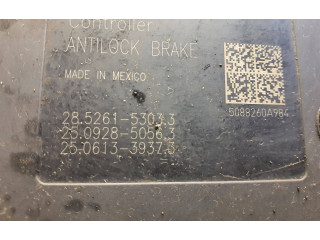 Controller
ANTILOCK BRAKE
MADE IN MEXICO
5088260A984
28.5261-5303.3
25.0928-5056.3
25.0613-3937.3